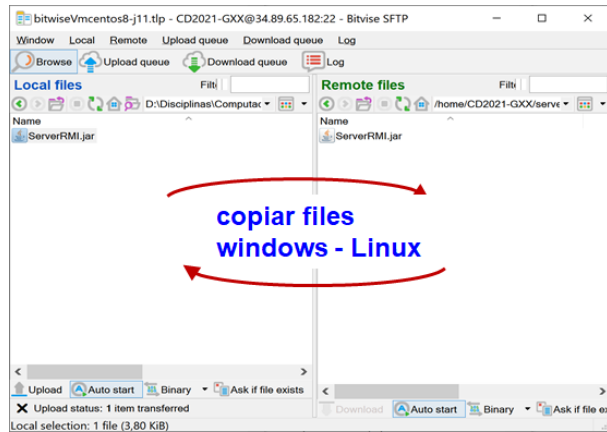 bitwiseVmcentos8-j11.tlp - CD2021-GXX@34.89.65.182:22 - Bitvise SFTP
Window Local Remote Upload queue Download queue Log
Browse Upload queue Download queue Log
Local files Filt
D:\Disciplinas\Computac
Name
ServerRMI.jar
Remote files Filt
/home/CD2021-GXX/serve
Name
ServerRMI.jar
copiar files
windows - Linux
Upload Auto start Binary Ask if file exists
Upload status: 1 item transferred
Download Auto start Binary Ask if file ex
Local selection: 1 file (3,80 KiB)